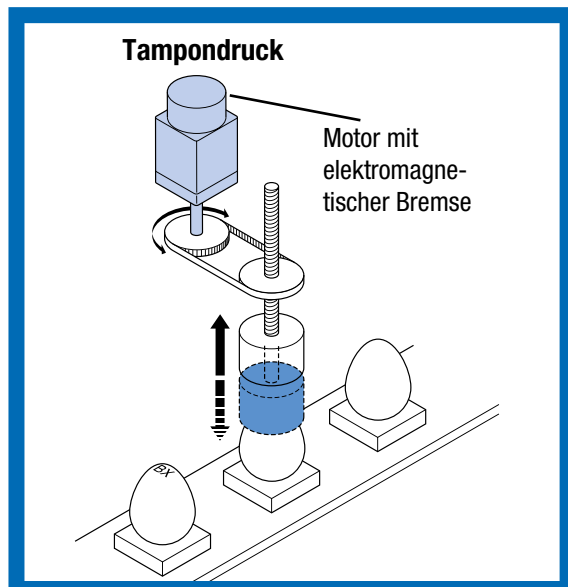 Tampondruck
Motor mit
elektromagne-
tischer Bremse
BX